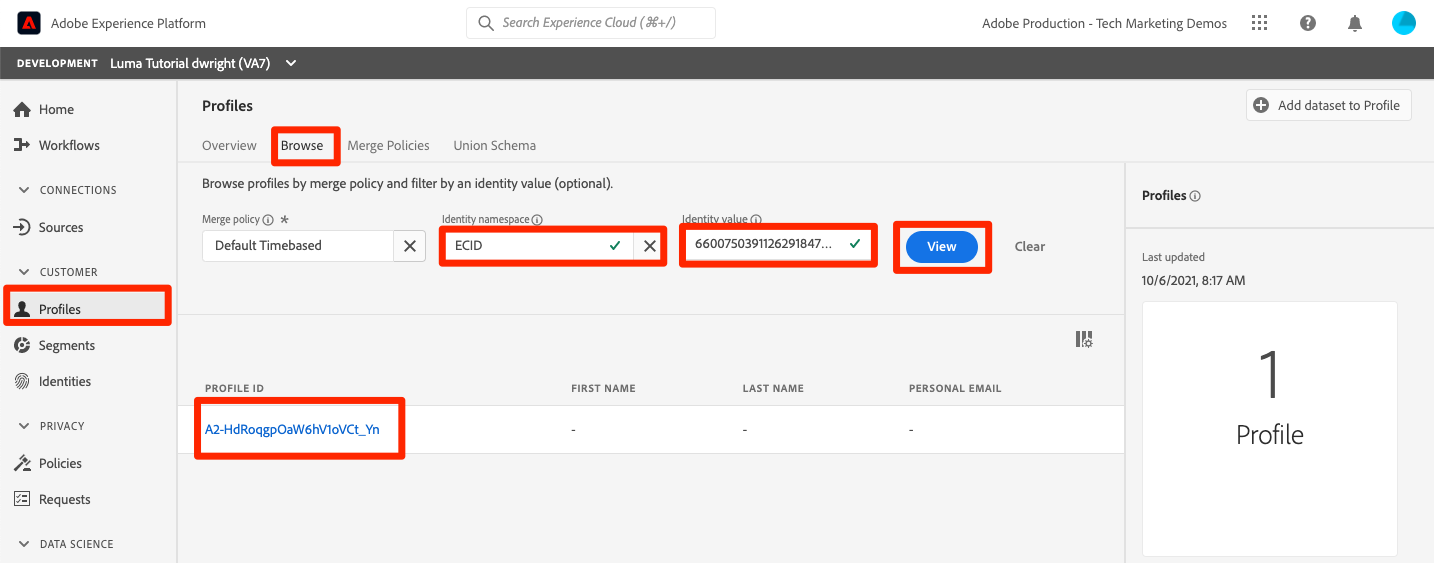 Adobe Experience Platform
Search Experience Cloud (⌘+/)
Adobe Production - Tech Marketing Demos
DEVELOPMENT Luma Tutorial dwright (VA7)
Home
Workflows
CONNECTIONS
Sources
CUSTOMER
Profiles
Segments
Identities
PRIVACY
Policies
Requests
DATA SCIENCE
Profiles
Add dataset to Profile
Overview Browse Merge Policies Union Schema
Browse profiles by merge policy and filter by an identity value (optional).
Merge policy * Identity namespace Identity value
Default Timebased ECID 6600750391126291847... View Clear
PROFILE ID FIRST NAME LAST NAME PERSONAL EMAIL
A2-HdRoqgpOaW6hV1oVCt_Yn - - -
Profiles
Last updated
10/6/2021, 8:17 AM
1
Profile